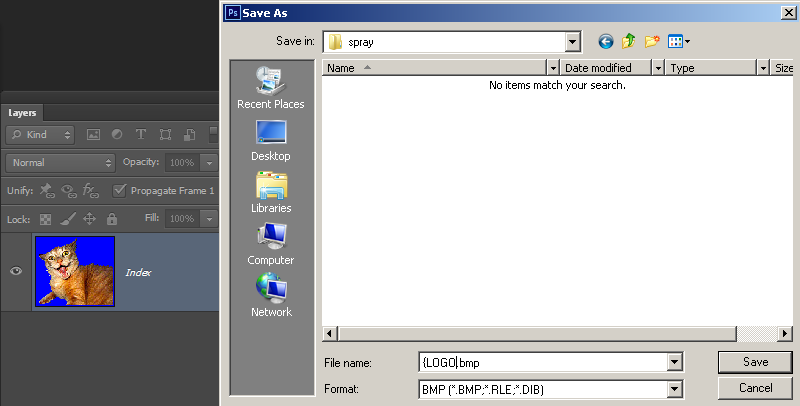 Ps Save As
Save in: spray
Layers
Kind
Normal Opacity: 100%
Unify: Propagate Frame 1
Lock: Fill: 100%
Index
Recent Places
Desktop
Libraries
Computer
Network
Name Date modified Type Size
No items match your search.
File name: {LOGO.bmp Save
Format: BMP (*.BMP;*.RLE;*.DIB) Cancel